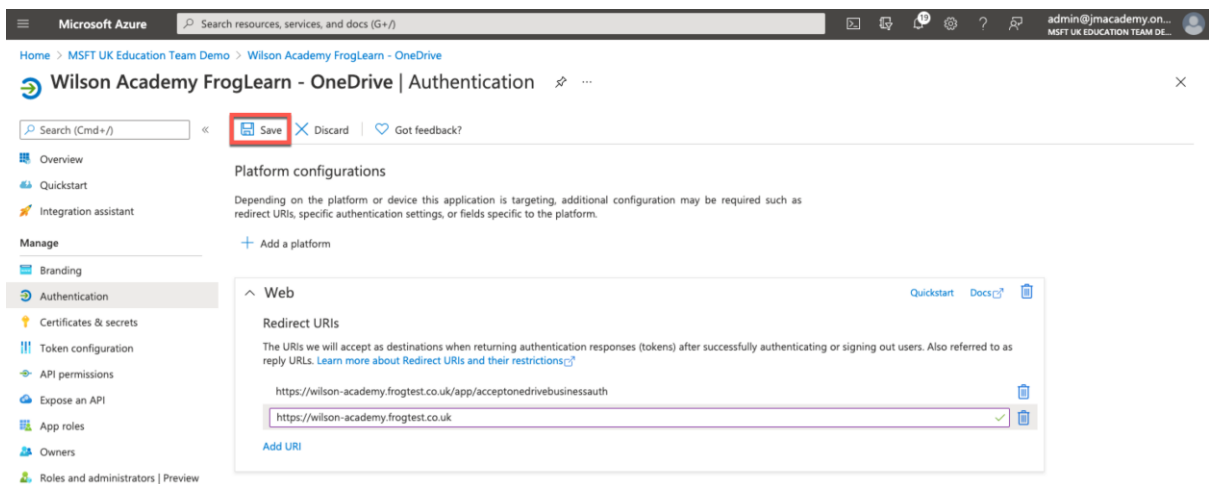 Microsoft Azure
Search resources, services, and docs (G+/)
19
admin@jmacademy.on...
MSFT UK EDUCATION TEAM DE...
Home > MSFT UK Education Team Demo > Wilson Academy FrogLearn - OneDrive
Wilson Academy FrogLearn - OneDrive | Authentication
Search (Cmd+/)
Save
Discard
Got feedback?
Overview
Quickstart
Integration assistant
Manage
Branding
Authentication
Certificates & secrets
Token configuration
API permissions
Expose an API
App roles
Owners
Roles and administrators | Preview
Platform configurations
Depending on the platform or device this application is targeting, additional configuration may be required such as
redirect URIs, specific authentication settings, or fields specific to the platform.
Add a platform
Web
Quickstart
Docs
Redirect URIs
The URIs we will accept as destinations when returning authentication responses (tokens) after successfully authenticating or signing out users. Also referred to as
reply URLs. Learn more about Redirect URIs and their restrictions
https://wilson-academy.frogtest.co.uk/app/acceptonedrivebusinessauth
https://wilson-academy.frogtest.co.uk
Add URI